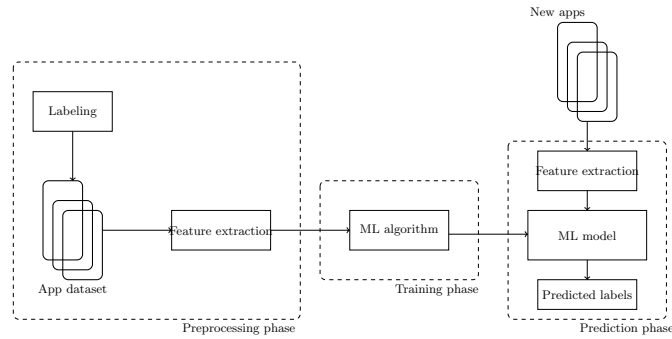 New apps
Labeling
Feature extraction
App dataset
Feature extraction
ML algorithm
ML model
Training phase
Predicted labels
Preprocessing phase
Prediction phase